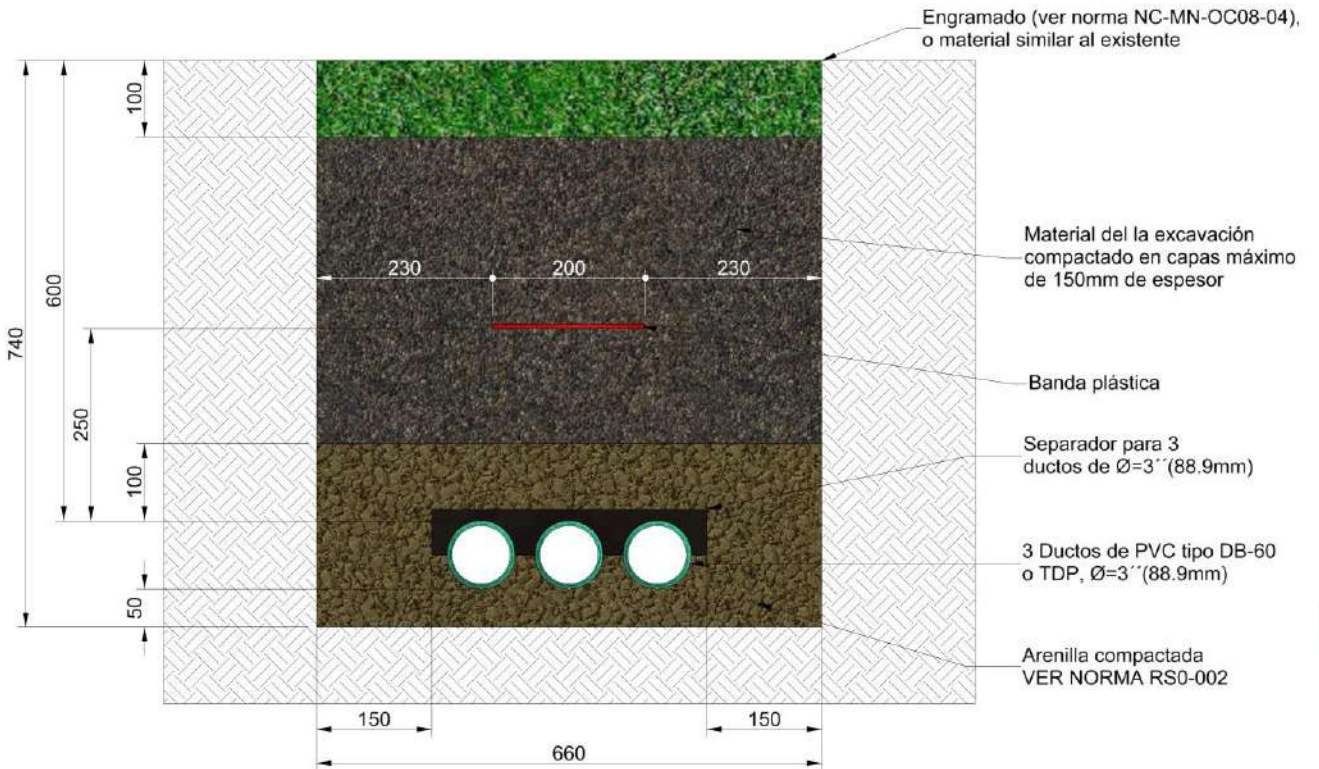 Engramado (ver norma NC-MN-OC08-04),
o material similar al existente
100
Material del la excavación
compactado en capas máximo
de 150mm de espesor
230
200
230
600
740
250
Banda plástica
Separador para 3
ductos de Ø=3´´(88.9mm)
100
3 Ductos de PVC tipo DB-60
o TDP, Ø=3´´(88.9mm)
50
Arenilla compactada
VER NORMA RS0-002
150
150
660